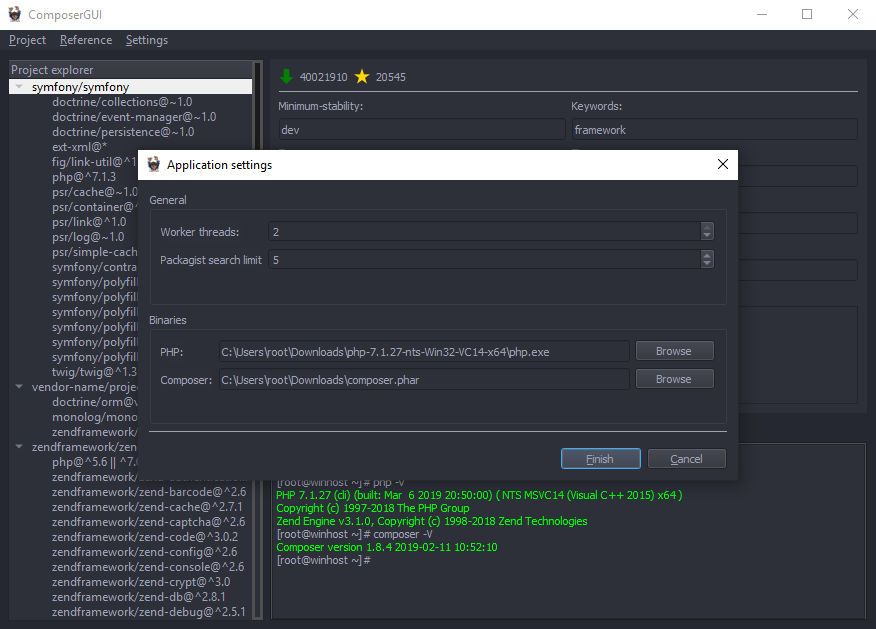 ComposerGUI
Project Reference Settings
Project explorer
symfony/symfony
doctrine/collections@~1.0
doctrine/event-manager@~1.0
doctrine/persistence@~1.0
ext-xml@*
fig/link-util@^1
php@^7.1.3
psr/cache@~1.0
psr/container@^
psr/link@^1.0
psr/log@~1.0
psr/simple-cach
symfony/contra
symfony/polyfill
symfony/polyfill
symfony/polyfill
symfony/polyfill
symfony/polyfill
symfony/polyfill
twig/twig@^1.3
vendor-name/proje
doctrine/orm@v
monolog/mono
zendframework/
zendframework/zen
php@^5.6 || ^7.0
zendframework/zend-barcode@^2.6
zendframework/zend-cache@^2.7.1
zendframework/zend-captcha@^2.6
zendframework/zend-code@^3.0.2
zendframework/zend-config@^2.6
zendframework/zend-console@^2.6
zendframework/zend-crypt@^3.0
zendframework/zend-db@^2.8.1
zendframework/zend-debug@^2.5.1
40021910 20545
Minimum-stability: Keywords:
dev framework
Application settings
General
Worker threads: 2
Packagist search limit 5
Binaries
PHP: C:\Users\root\Downloads\php-7.1.27-nts-Win32-VC14-x64\php.exe Browse
Composer: C:\Users\root\Downloads\composer.phar Browse
Finish Cancel
[root@winhost ~]# php -v
PHP 7.1.27 (cli) (built: Mar 6 2019 20:50:00) ( NTS MSVC14 (Visual C++ 2015) x64 )
Copyright (c) 1997-2018 The PHP Group
Zend Engine v3.1.0, Copyright (c) 1998-2018 Zend Technologies
[root@winhost ~]# composer -V
Composer version 1.8.4 2019-02-11 10:52:10
[root@winhost ~]#